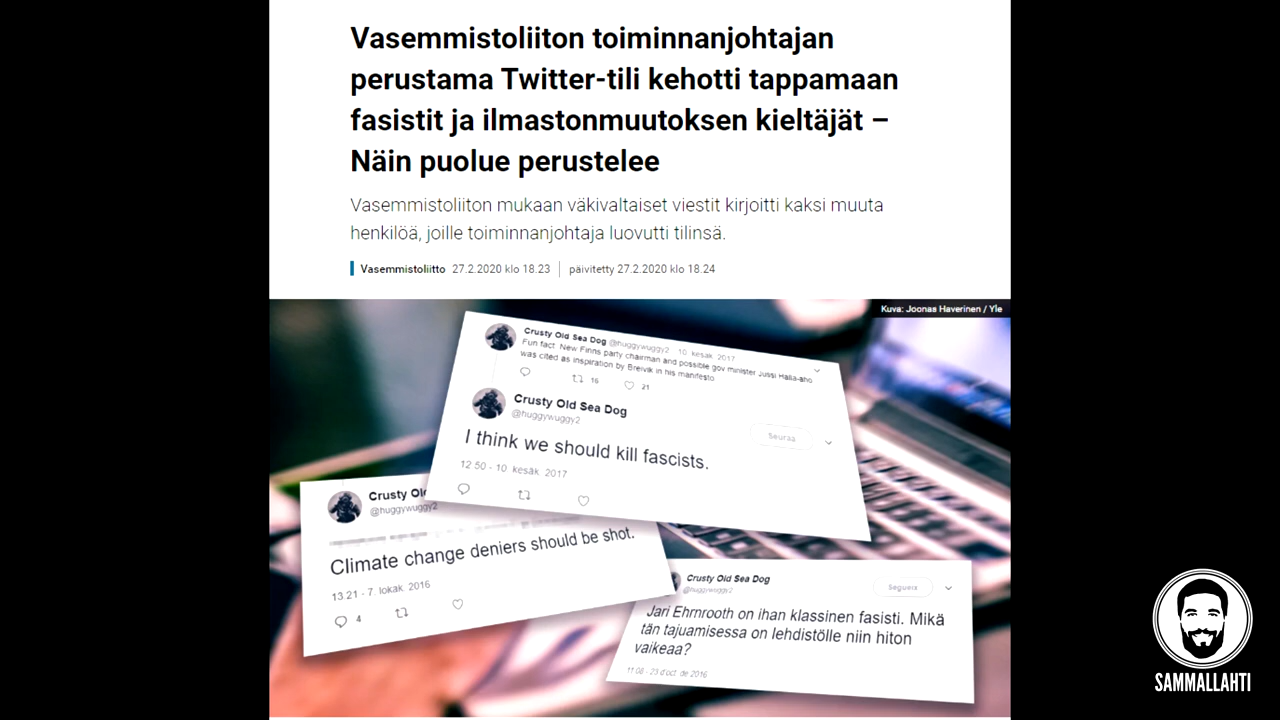 Vasemmistoliiton toiminnanjohtajan
perustama Twitter-tili kehotti tappamaan
fasistit ja ilmastonmuutoksen kieltäjät –
Näin puolue perustelee
Vasemmistoliiton mukaan väkivaltaiset viestit kirjoitti kaksi muuta
henkilöä, joille toiminnanjohtaja luovutti tilinsä.
Vasemmistoliitto 27.2.2020 klo 18.23 päivitetty 27.2.2020 klo 18.24
Kuva: Joonas Haverinen / Yle
Crusty Old Sea Dog @huggywuggy2 10. kesäk. 2017
Fun fact: New Finns party chairman and possible gov minister Jussi Halla-aho
was cited as inspiration by Breivik in his manifesto
16 21
Crusty Old Sea Dog
@huggywuggy2
Seuraa
I think we should kill fascists.
12.50 - 10. kesäk. 2017
Crusty Ol
@huggywuggy2
Climate change deniers should be shot.
13.21 - 7. lokak. 2016
4
Crusty Old Sea Dog
@huggywuggy2
Segueix
Jari Ehrnrooth on ihan klassinen fasisti. Mikä
tän tajuamisessa on lehdistölle niin hiton
vaikeaa?
11:08 - 23 d'oct. de 2016
SAMMALLAHTI